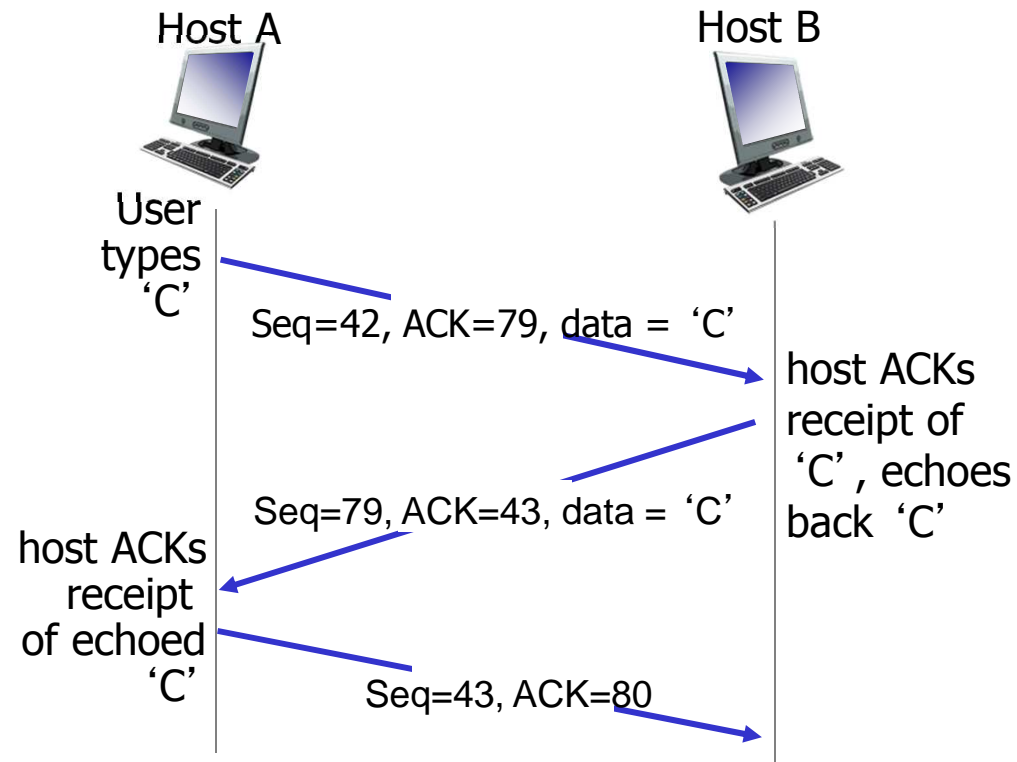 Host A
Host B
User
types
‘C’
Seq=42, ACK=79, data = ‘C’
host ACKs
receipt of
‘C’, echoes
back ‘C’
Seq=79, ACK=43, data = ‘C’
host ACKs
receipt
of echoed
‘C’
Seq=43, ACK=80